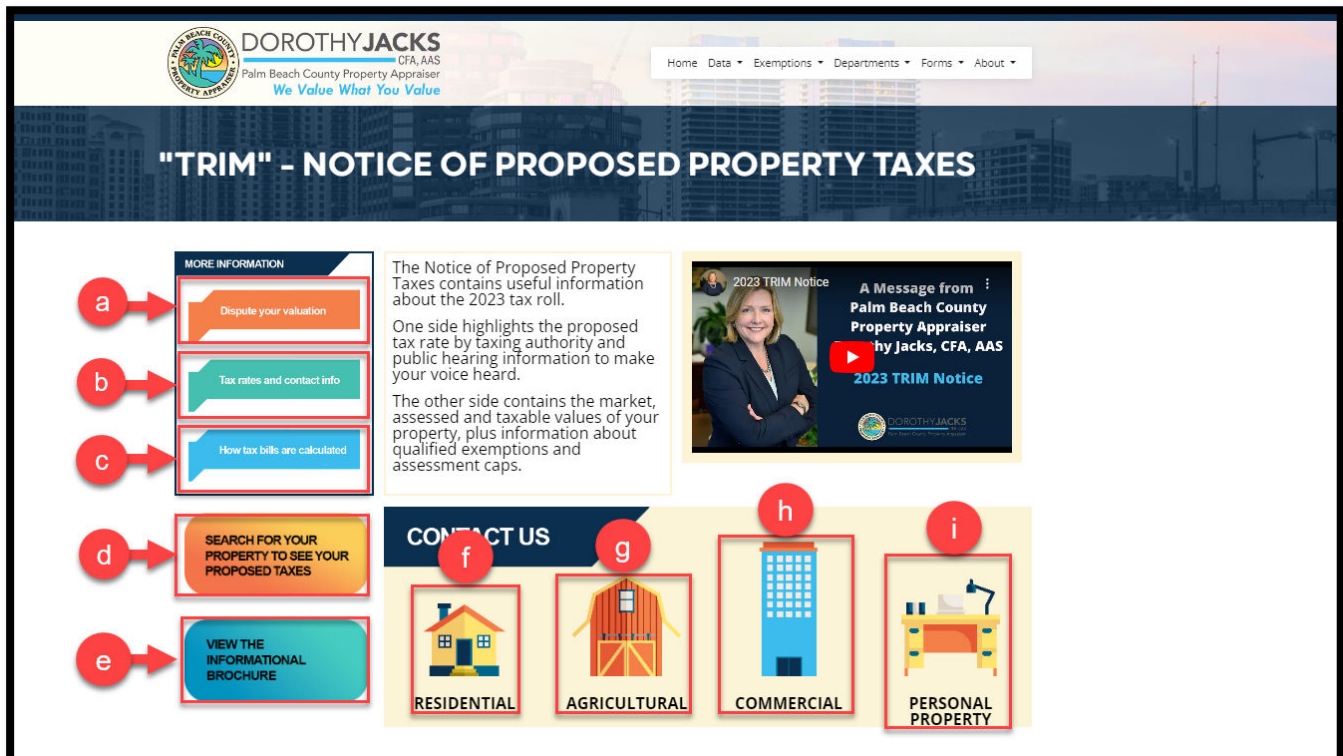 PALM BEACH COUNTY
PROPERTY APPRAISER
DOROTHYJACKS
CFA, AAS
Palm Beach County Property Appraiser
We Value What You Value
Home Data Exemptions Departments Forms About
"TRIM" - NOTICE OF PROPOSED PROPERTY TAXES
MORE INFORMATION
a
Dispute your valuation
b
Tax rates and contact info
c
How tax bills are calculated
d
SEARCH FOR YOUR
PROPERTY TO SEE YOUR
PROPOSED TAXES
e
VIEW THE
INFORMATIONAL
BROCHURE
The Notice of Proposed Property
Taxes contains useful information
about the 2023 tax roll.
One side highlights the proposed
tax rate by taxing authority and
public hearing information to make
your voice heard.
The other side contains the market,
assessed and taxable values of your
property, plus information about
qualified exemptions and
assessment caps.
2023 TRIM Notice
A Message from
Palm Beach County
Property Appraiser
thy Jacks, CFA, AAS
2023 TRIM Notice
DOROTHYJACKS
CONTACT US
f
RESIDENTIAL
g
AGRICULTURAL
h
COMMERCIAL
i
PERSONAL
PROPERTY